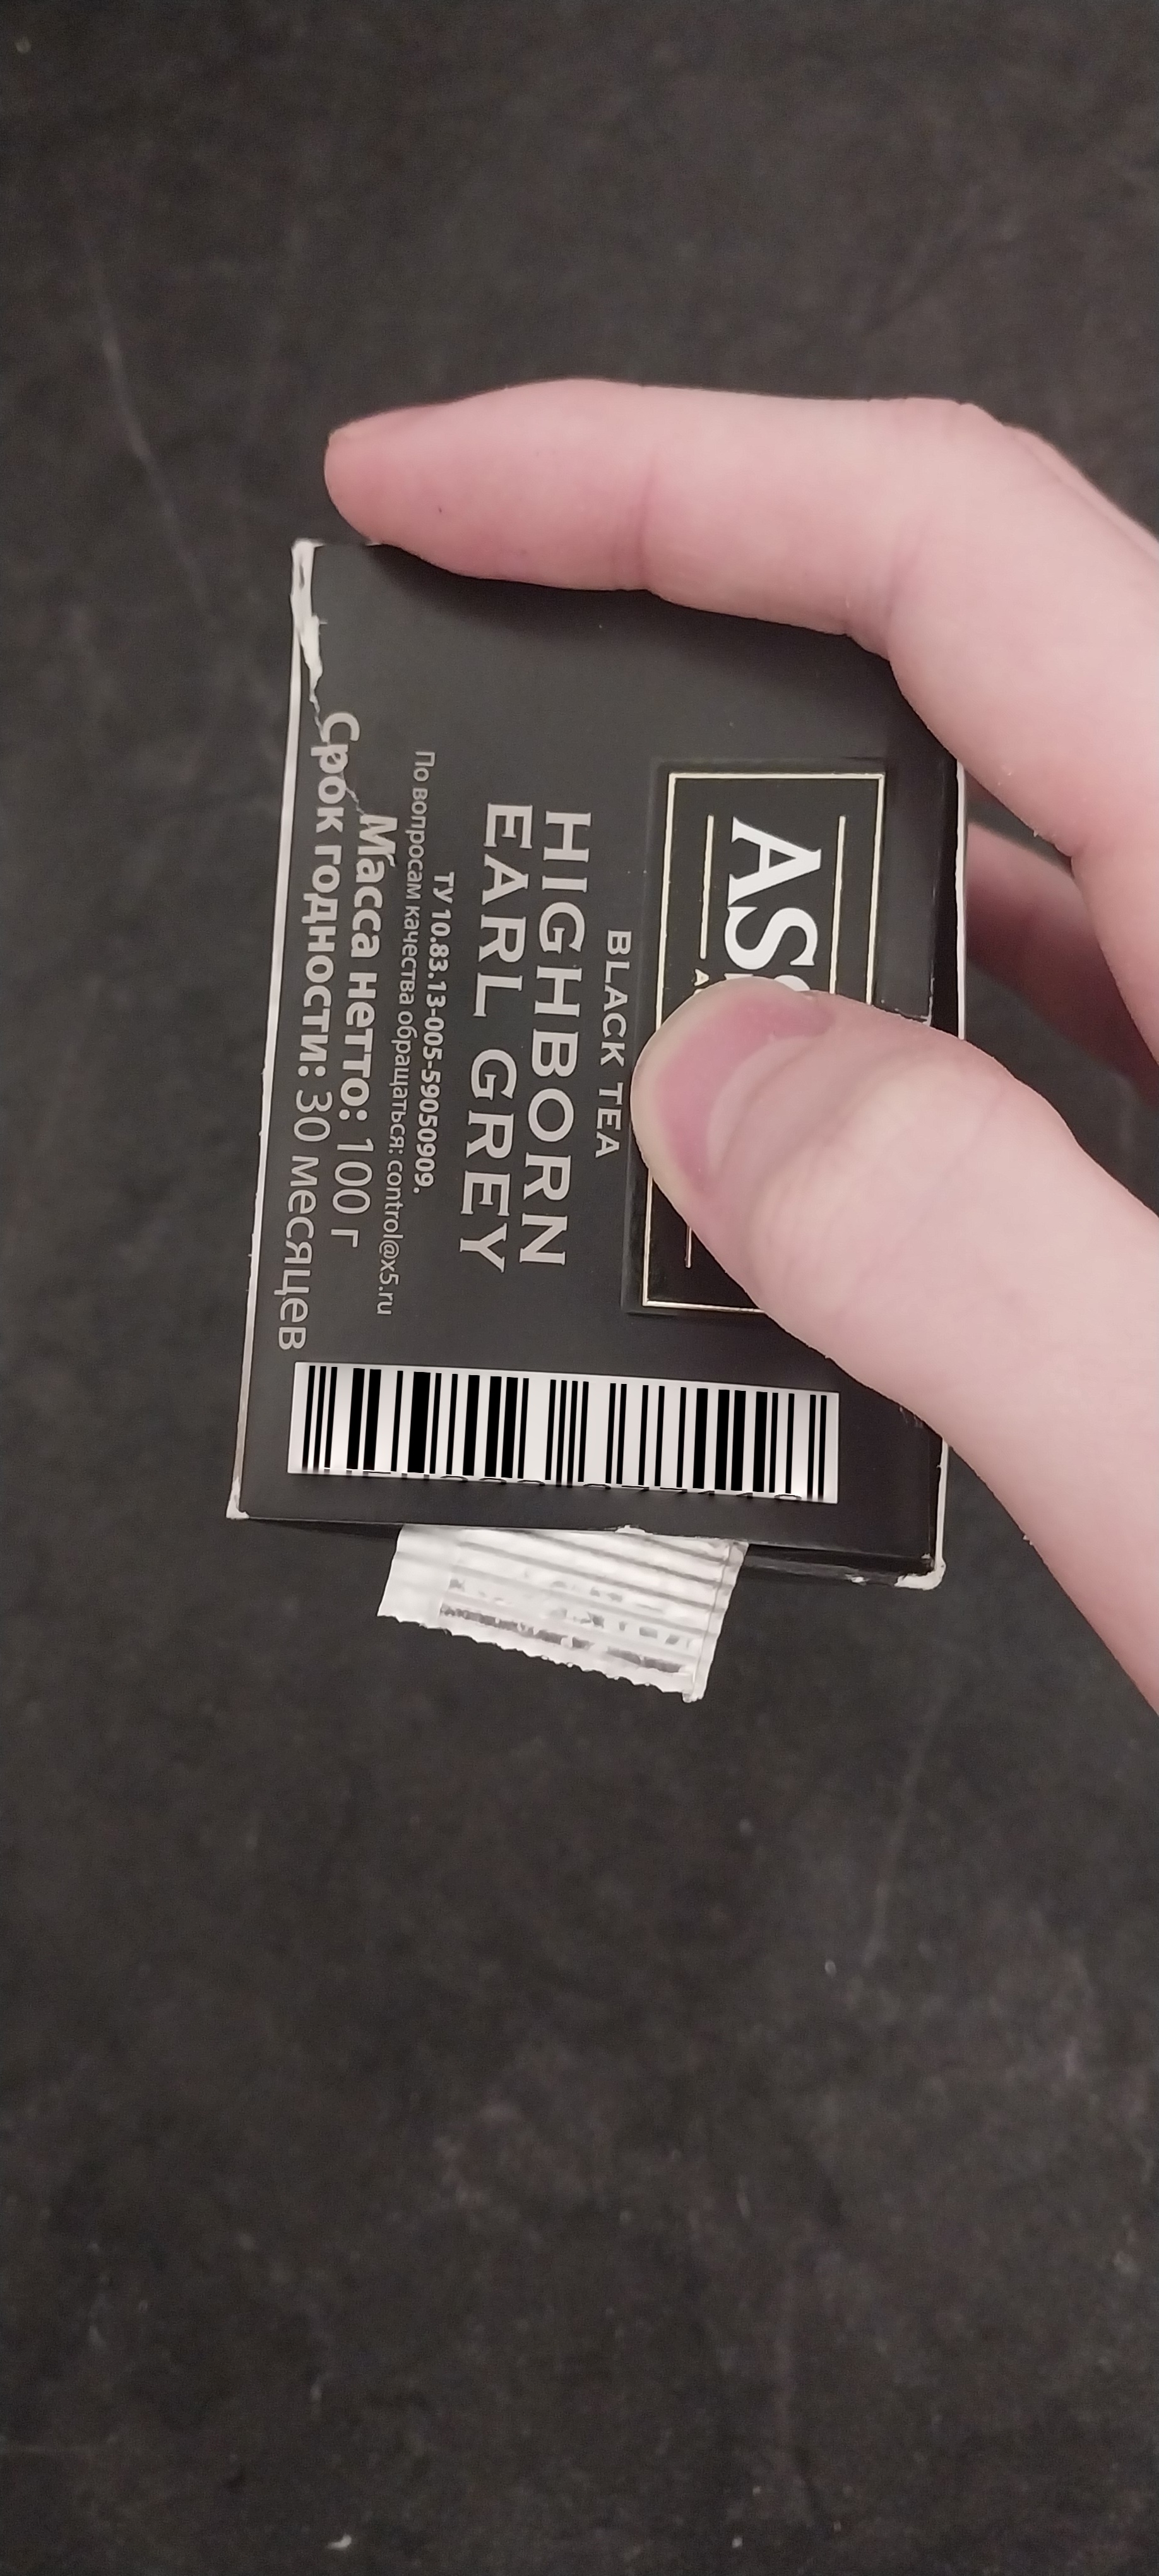 AS
BLACK TEA
HIGHBORN
EARL GREY
ТУ 10.83.13-005-59050909.
По вопросам качества обращаться: control@x5.ru
Масса нетто: 100 г
Срок годности: 30 месяцев